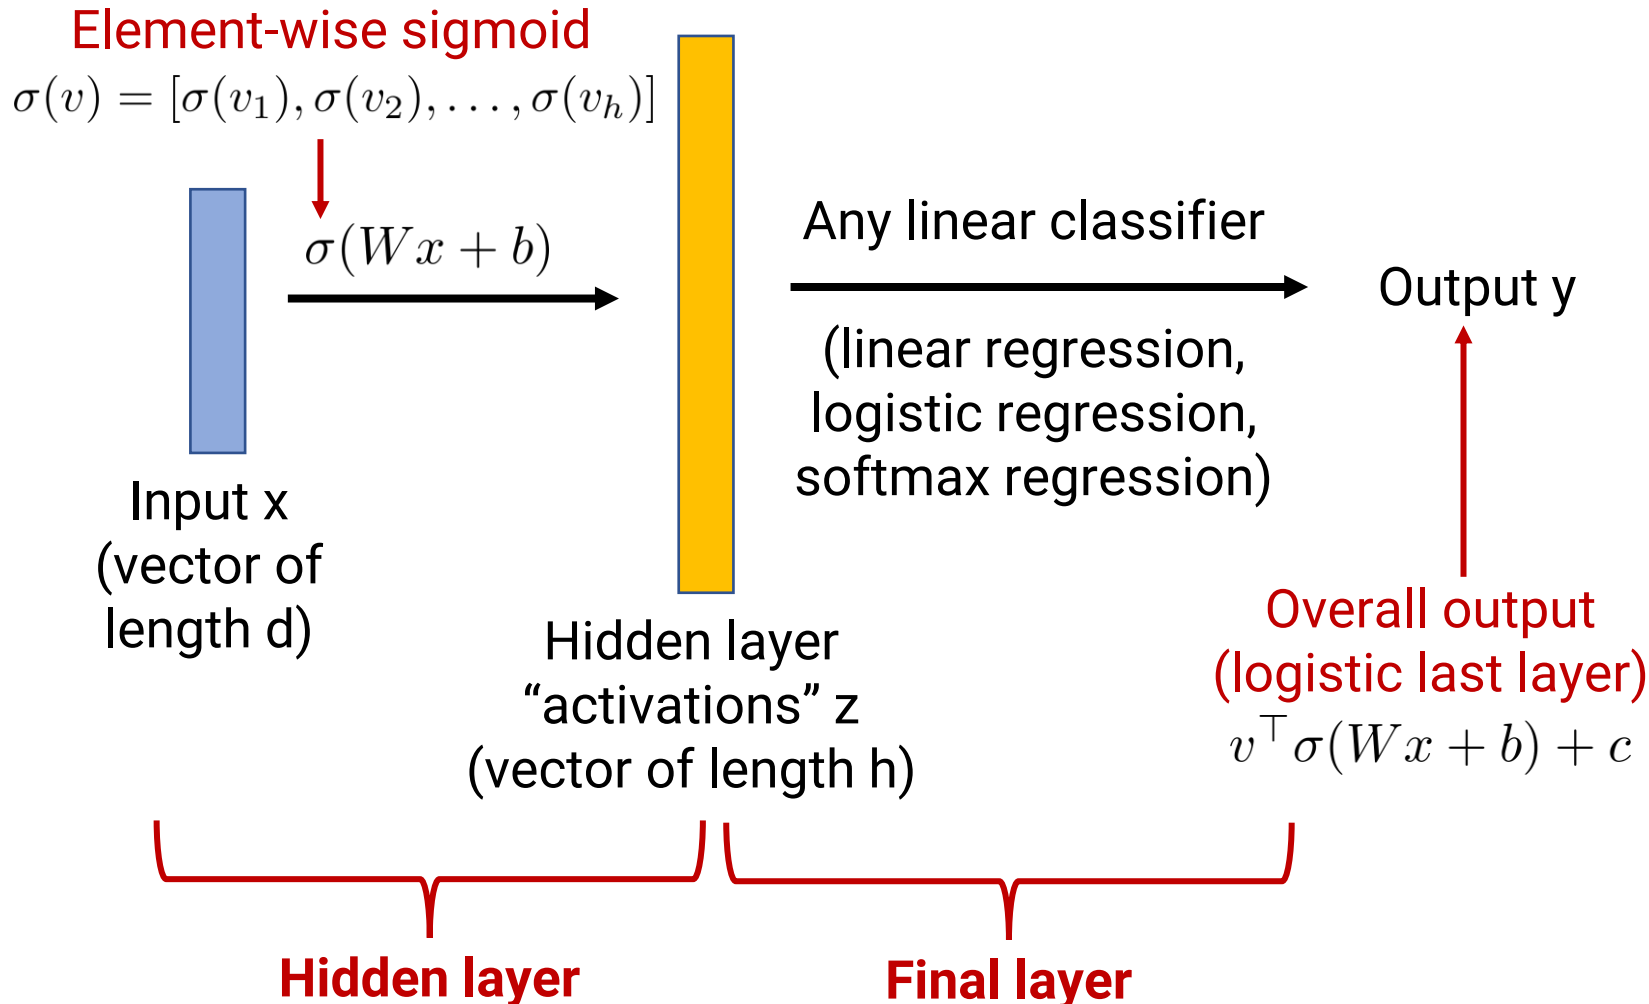 Element-wise sigmoid
σ(v) = [σ(v₁), σ(v₂), . . . , σ(vₕ)]
σ(Wx + b)
Input x
(vector of
length d)
Hidden layer
“activations” z
(vector of length h)
Any linear classifier
(linear regression,
logistic regression,
softmax regression)
Output y
Overall output
(logistic last layer)
v⊤σ(Wx + b) + c
Hidden layer
Final layer